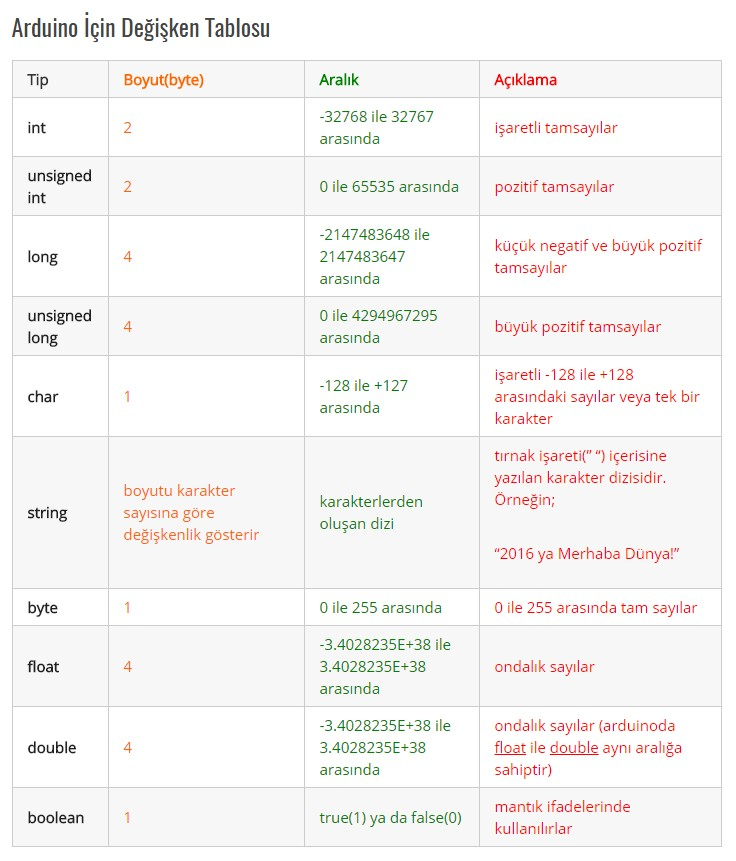 Arduino İçin Değişken Tablosu
Tip
Boyut(byte)
Aralık
Açıklama
int
2
-32768 ile 32767
arasında
işaretli tamsayılar
unsigned
int
2
0 ile 65535 arasında
pozitif tamsayılar
long
4
-2147483648 ile
2147483647
arasında
küçük negatif ve büyük pozitif
tamsayılar
unsigned
long
4
0 ile 4294967295
arasında
büyük pozitif tamsayılar
char
1
-128 ile +127
arasında
işaretli -128 ile +128
arasındaki sayılar veya tek bir
karakter
string
boyutu karakter
sayısına göre
değişkenlik gösterir
karakterlerden
oluşan dizi
tırnak işareti(” “) içerisine
yazılan karakter dizisidir.
Örneğin;
“2016 ya Merhaba Dünya!”
byte
1
0 ile 255 arasında
0 ile 255 arasında tam sayılar
float
4
-3.4028235E+38 ile
3.4028235E+38
arasında
ondalık sayılar
double
4
-3.4028235E+38 ile
3.4028235E+38
arasında
ondalık sayılar (arduinoda
float ile double aynı aralığa
sahiptir)
boolean
1
true(1) ya da false(0)
mantık ifadelerinde
kullanılırlar